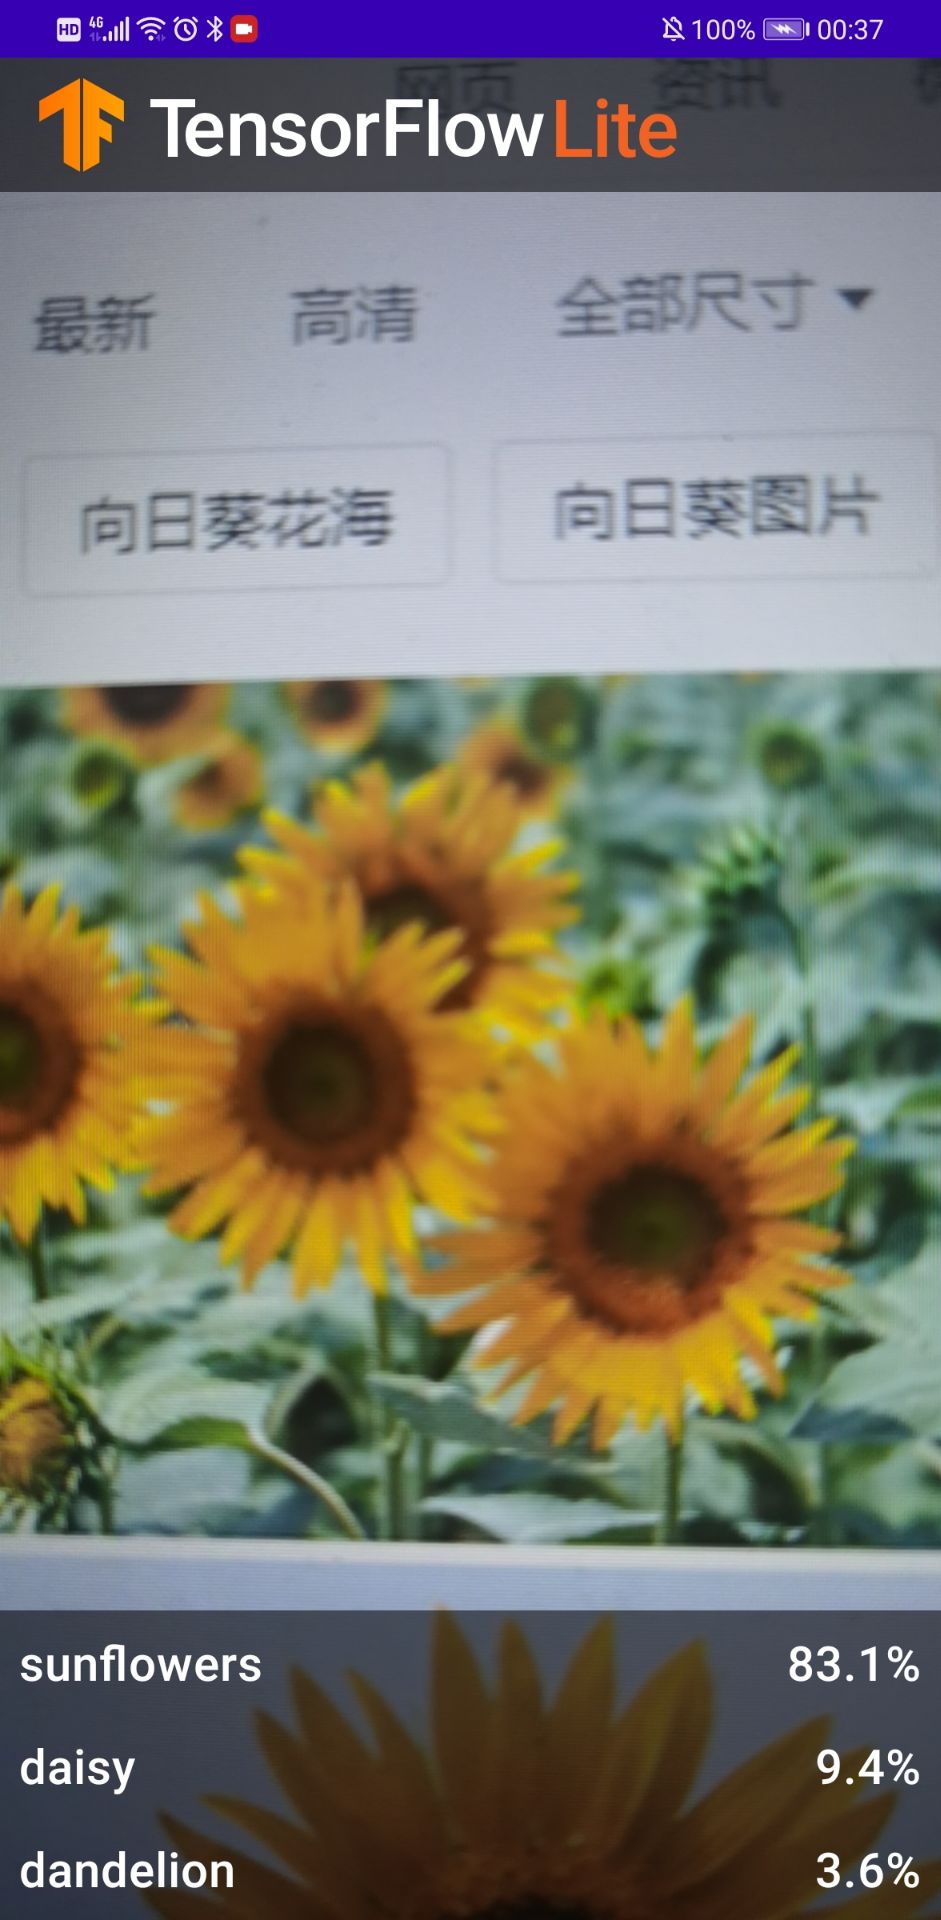 HD 4G 100% 00:37
网页 资讯
TensorFlow Lite
最新 高清 全部尺寸
向日葵花海 向日葵图片
sunflowers 83.1%
daisy 9.4%
dandelion 3.6%